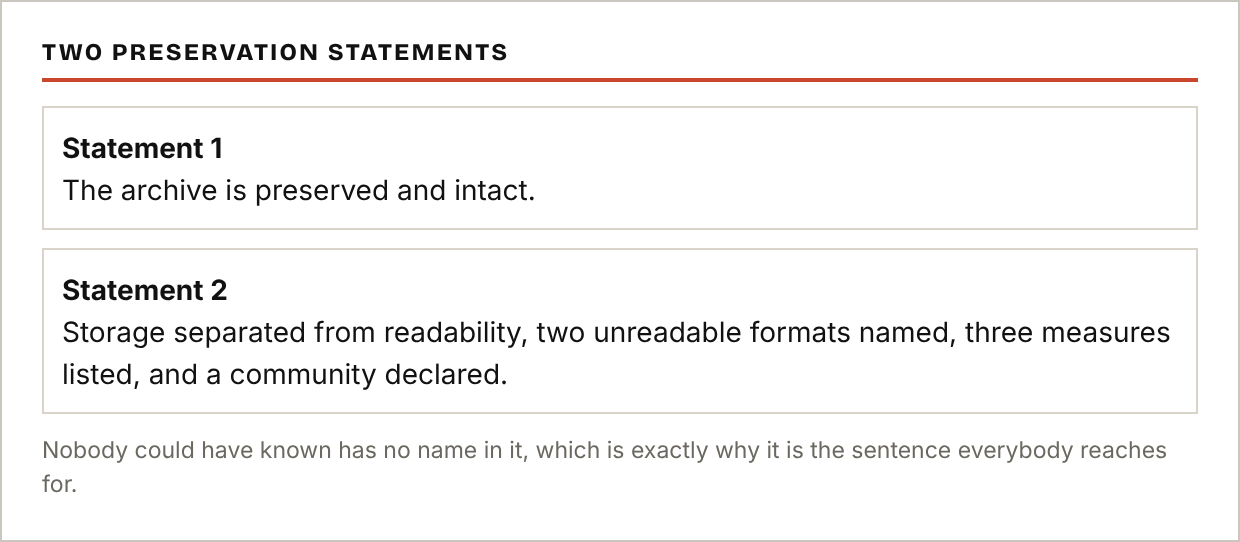 TWO PRESERVATION STATEMENTS
Statement 1
The archive is preserved and intact.
Statement 2
Storage separated from readability, two unreadable formats named, three measures
listed, and a community declared.
Nobody could have known has no name in it, which is exactly why it is the sentence everybody reaches
for.